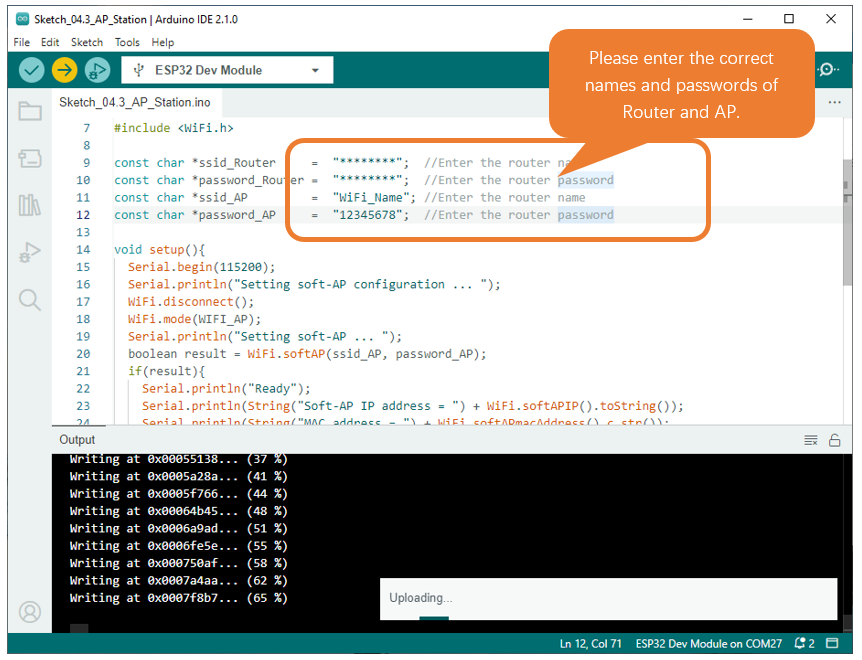 Sketch_04.3_AP_Station | Arduino IDE 2.1.0
File Edit Sketch Tools Help
ESP32 Dev Module
Please enter the correct
names and passwords of
Router and AP.
Sketch_04.3_AP_Station.ino
7 #include <WiFi.h>
8
9 const char *ssid_Router = "********"; //Enter the router
10 const char *password_Router = "********"; //Enter the router password
11 const char *ssid_AP = "WiFi_Name"; //Enter the router name
12 const char *password_AP = "12345678"; //Enter the router password
13
14 void setup(){
15 Serial.begin(115200);
16 Serial.println("Setting soft-AP configuration ... ");
17 WiFi.disconnect();
18 WiFi.mode(WIFI_AP);
19 Serial.println("Setting soft-AP ... ");
20 boolean result = WiFi.softAP(ssid_AP, password_AP);
21 if(result){
22 Serial.println("Ready");
23 Serial.println(String("Soft-AP IP address = ") + WiFi.softAPIP().toString());
24 Serial.println(String("MAC address = ") + WiFi.softAPmacAddress().c_str());
Output
Writing at 0x00055138... (37 %)
Writing at 0x0005a28a... (41 %)
Writing at 0x0005f766... (44 %)
Writing at 0x00064b45... (48 %)
Writing at 0x0006a9ad... (51 %)
Writing at 0x0006fe5e... (55 %)
Writing at 0x000750af... (58 %)
Writing at 0x0007a4aa... (62 %)
Writing at 0x0007f8b7... (65 %)
Uploading...
Ln 12, Col 71 ESP32 Dev Module on COM27 2